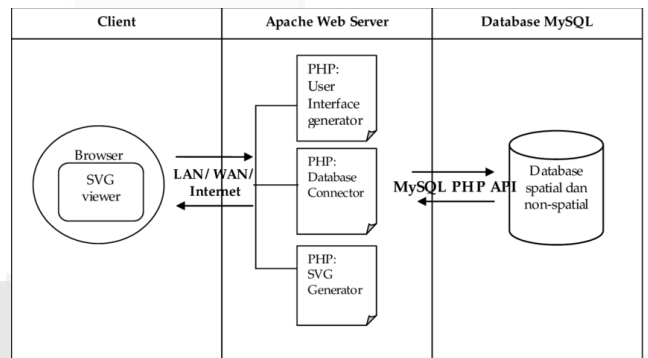 Client
Apache Web Server
Database MySQL
Browser
SVG
viewer
LAN/ WAN/
Internet
PHP:
User
Interface
generator
PHP:
Database
Connector
PHP:
SVG
Generator
MySQL PHP API
Database
spatial dan
non-spatial